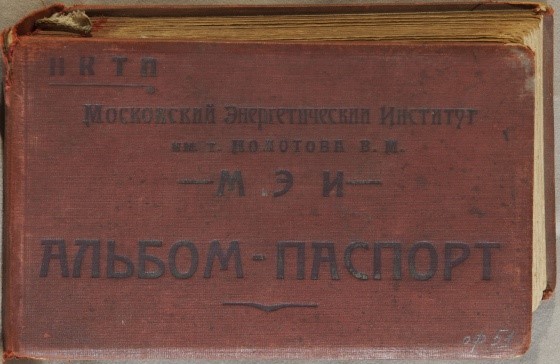 НКТП
Московский Энергетический Институт
им. т. Молотова В. М.
— М Э И —
АЛЬБОМ - ПАСПОРТ